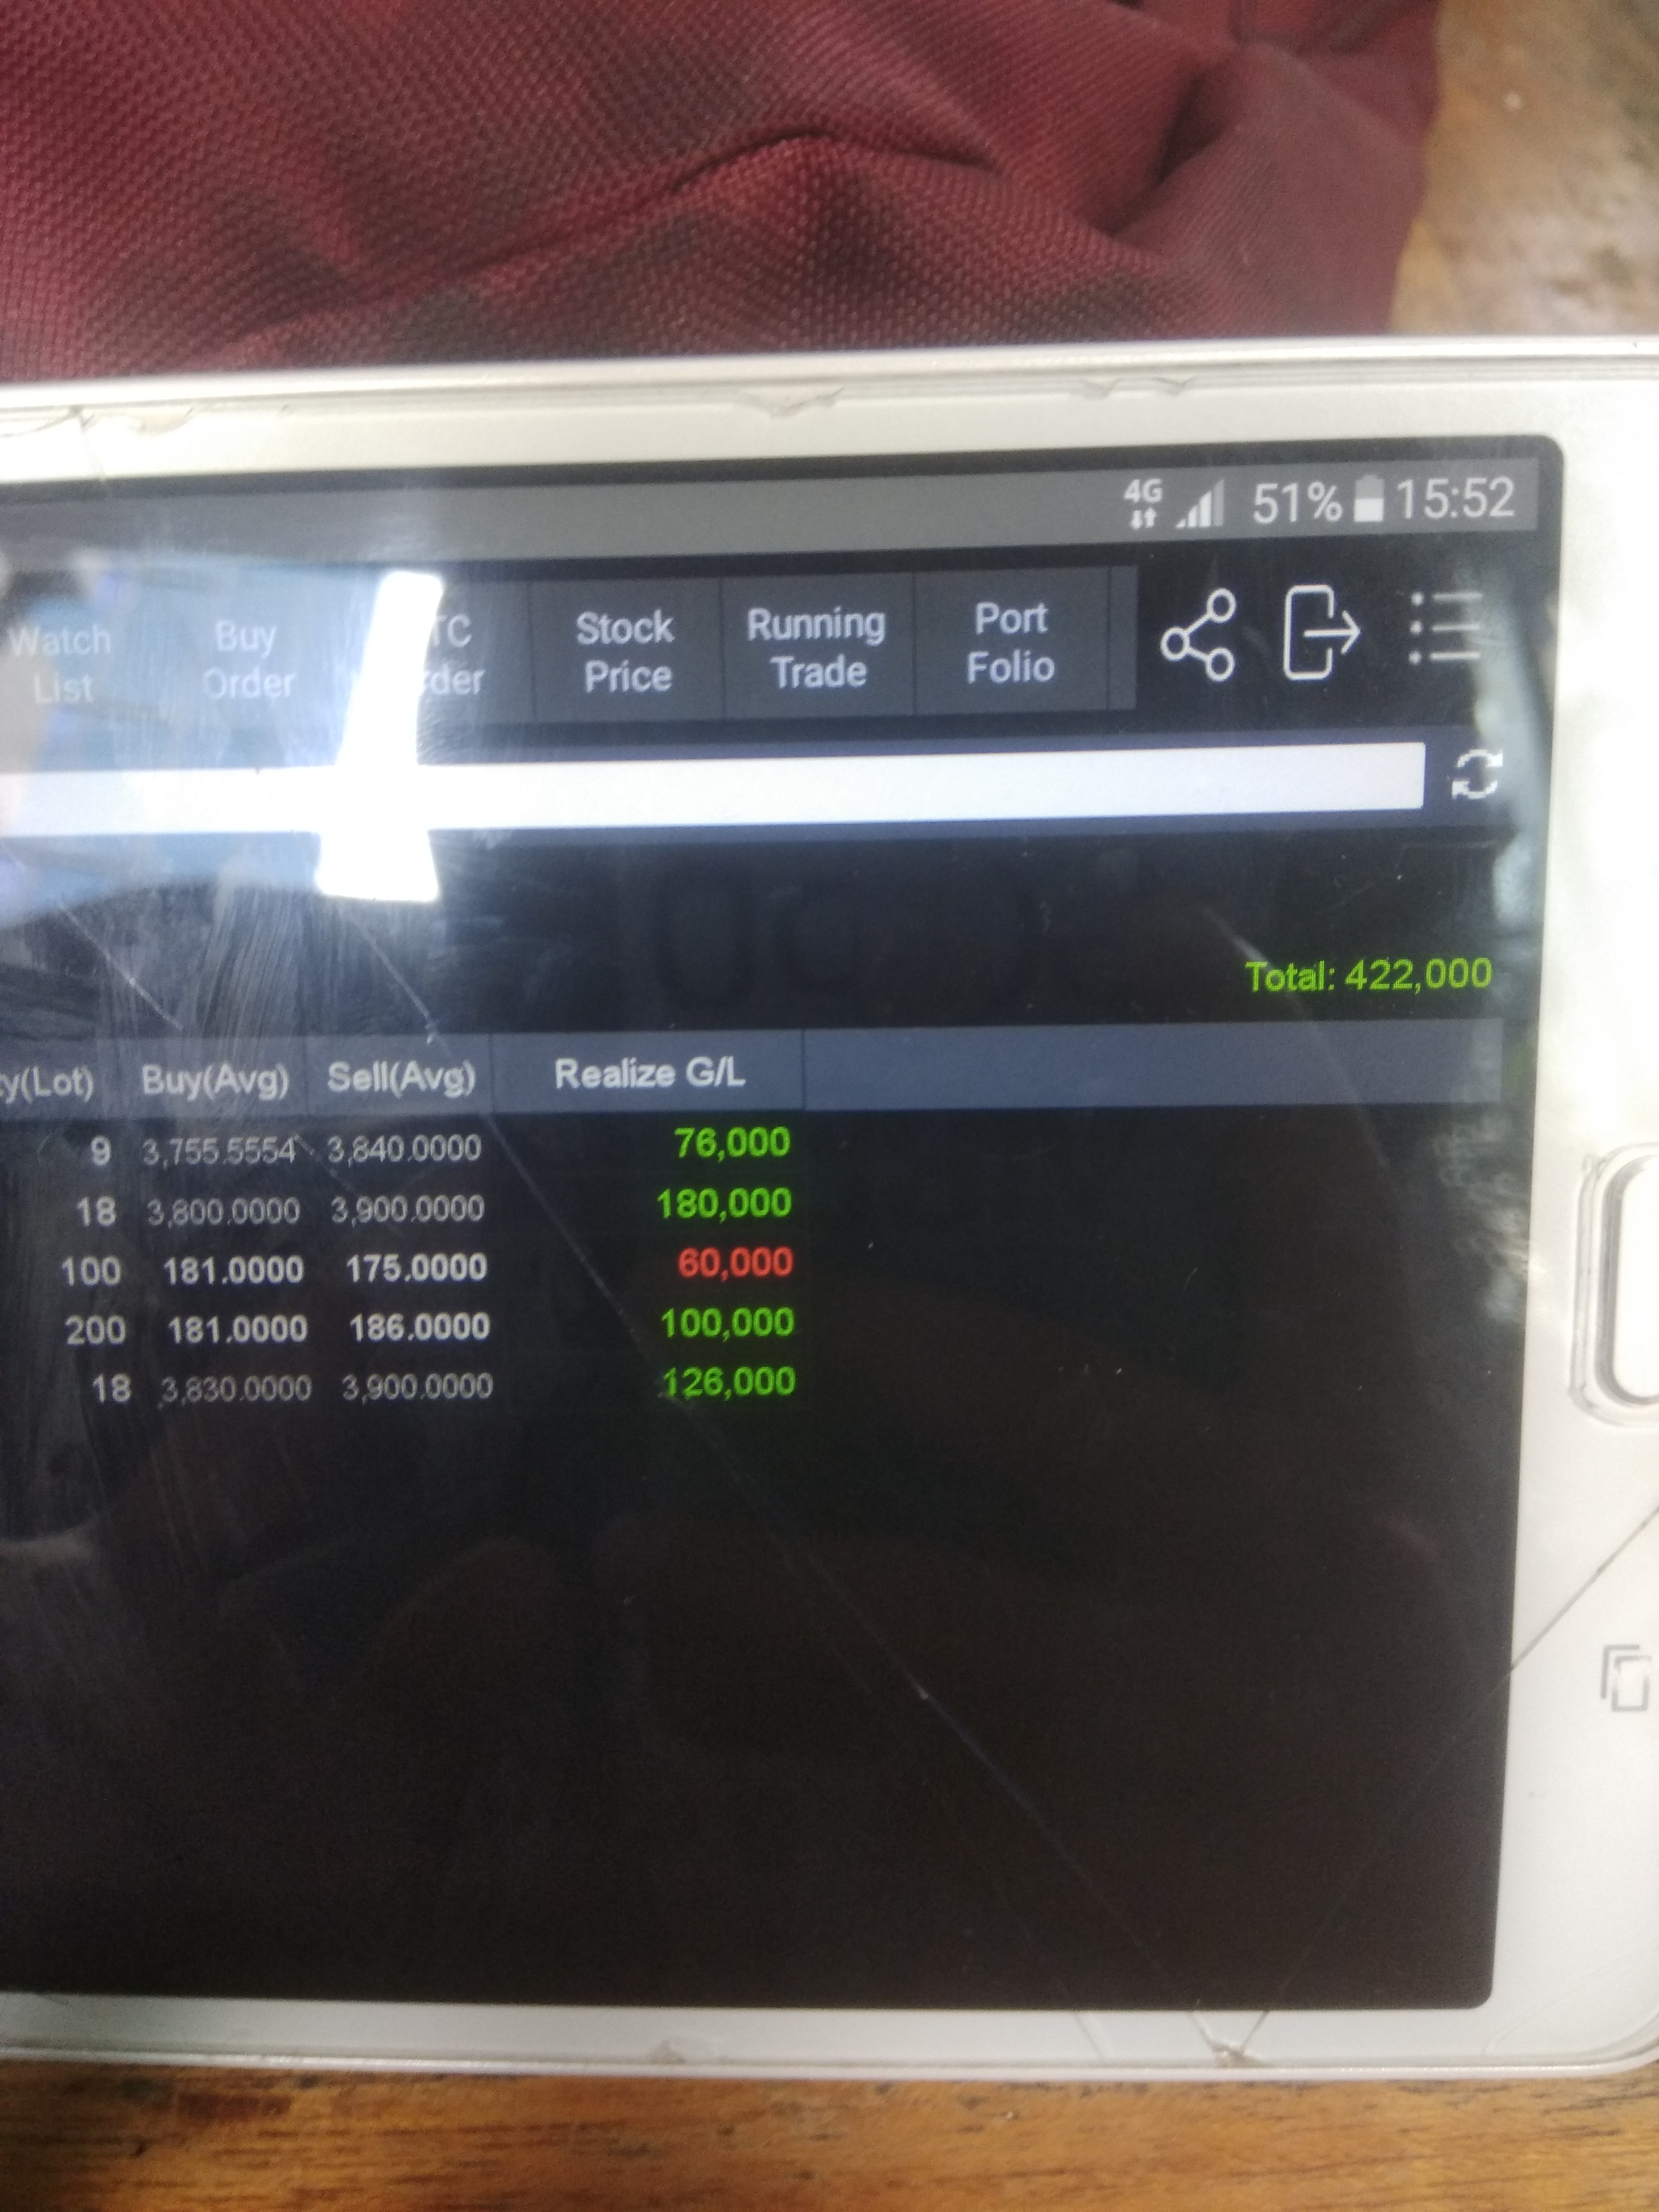 4G 51% 15:52
Watch List
Buy Order
Stock Price
Running Trade
Port Folio
Total: 422,000
y(Lot) Buy(Avg) Sell(Avg) Realize G/L
9 3,755.5554 3,840.0000 76,000
18 3,800.0000 3,900.0000 180,000
100 181.0000 175.0000 60,000
200 181.0000 186.0000 100,000
18 3,830.0000 3,900.0000 126,000